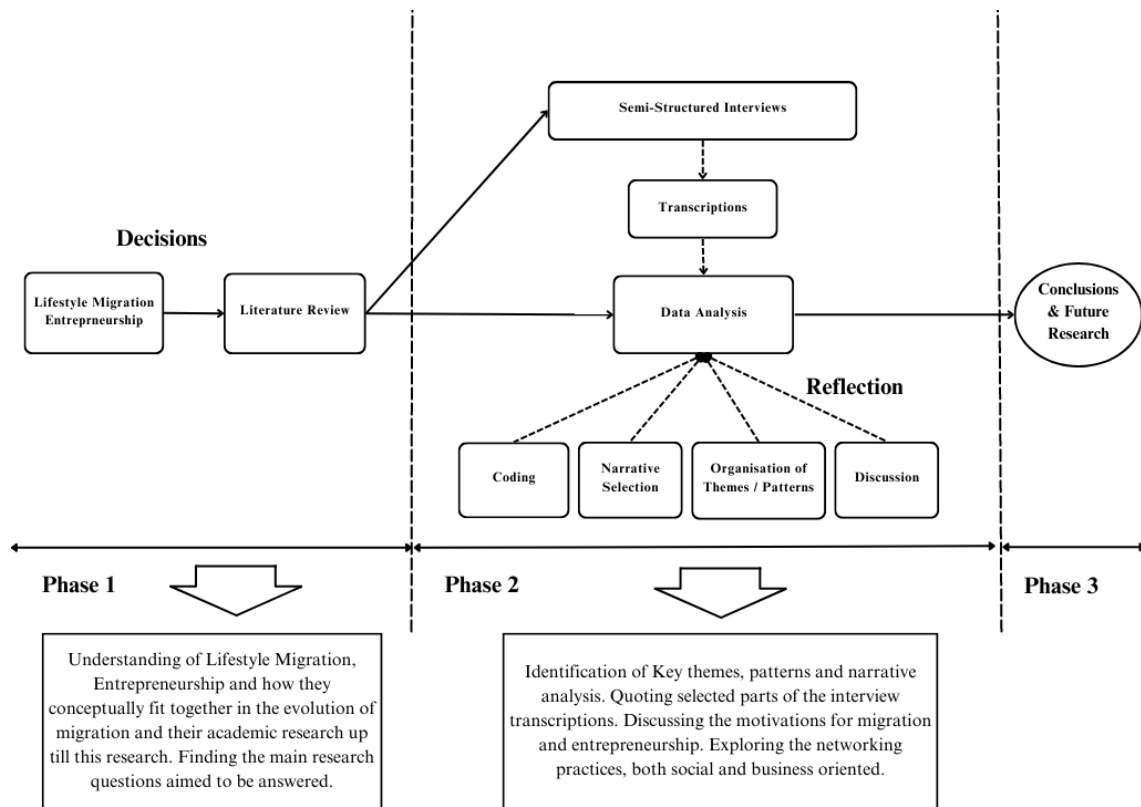 Semi-Structured Interviews
Transcriptions
Decisions
Lifestyle Migration
Entreprneurship
Literature Review
Data Analysis
Conclusions
& Future
Research
Reflection
Coding
Narrative
Selection
Organisation of
Themes / Patterns
Discussion
Phase 1
Phase 2
Phase 3
Understanding of Lifestyle Migration,
Entrepreneurship and how they
conceptually fit together in the evolution of
migration and their academic research up
till this research. Finding the main research
questions aimed to be answered.
Identification of Key themes, patterns and narrative
analysis. Quoting selected parts of the interview
transcriptions. Discussing the motivations for migration
and entrepreneurship. Exploring the networking
practices, both social and business oriented.